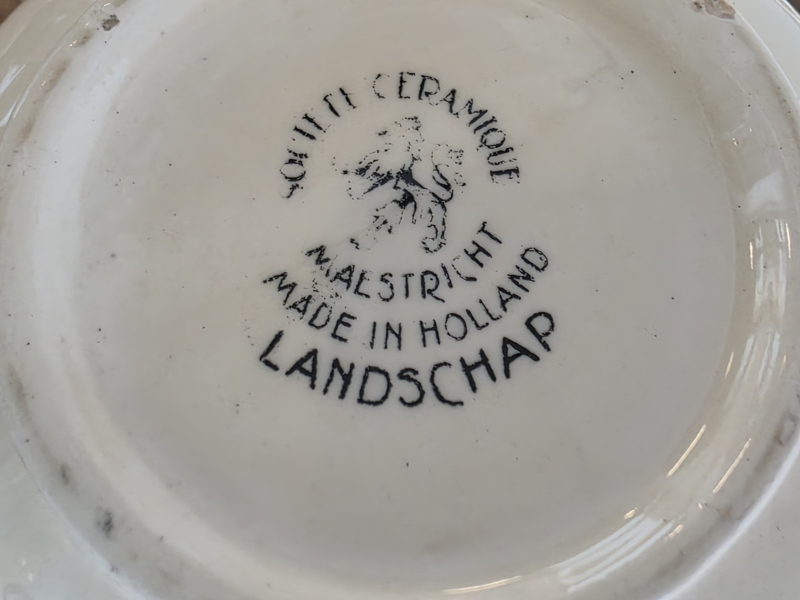 SOCIETE CERAMIQUE
MAESTRICHT
MADE IN HOLLAND
LANDSCHAP